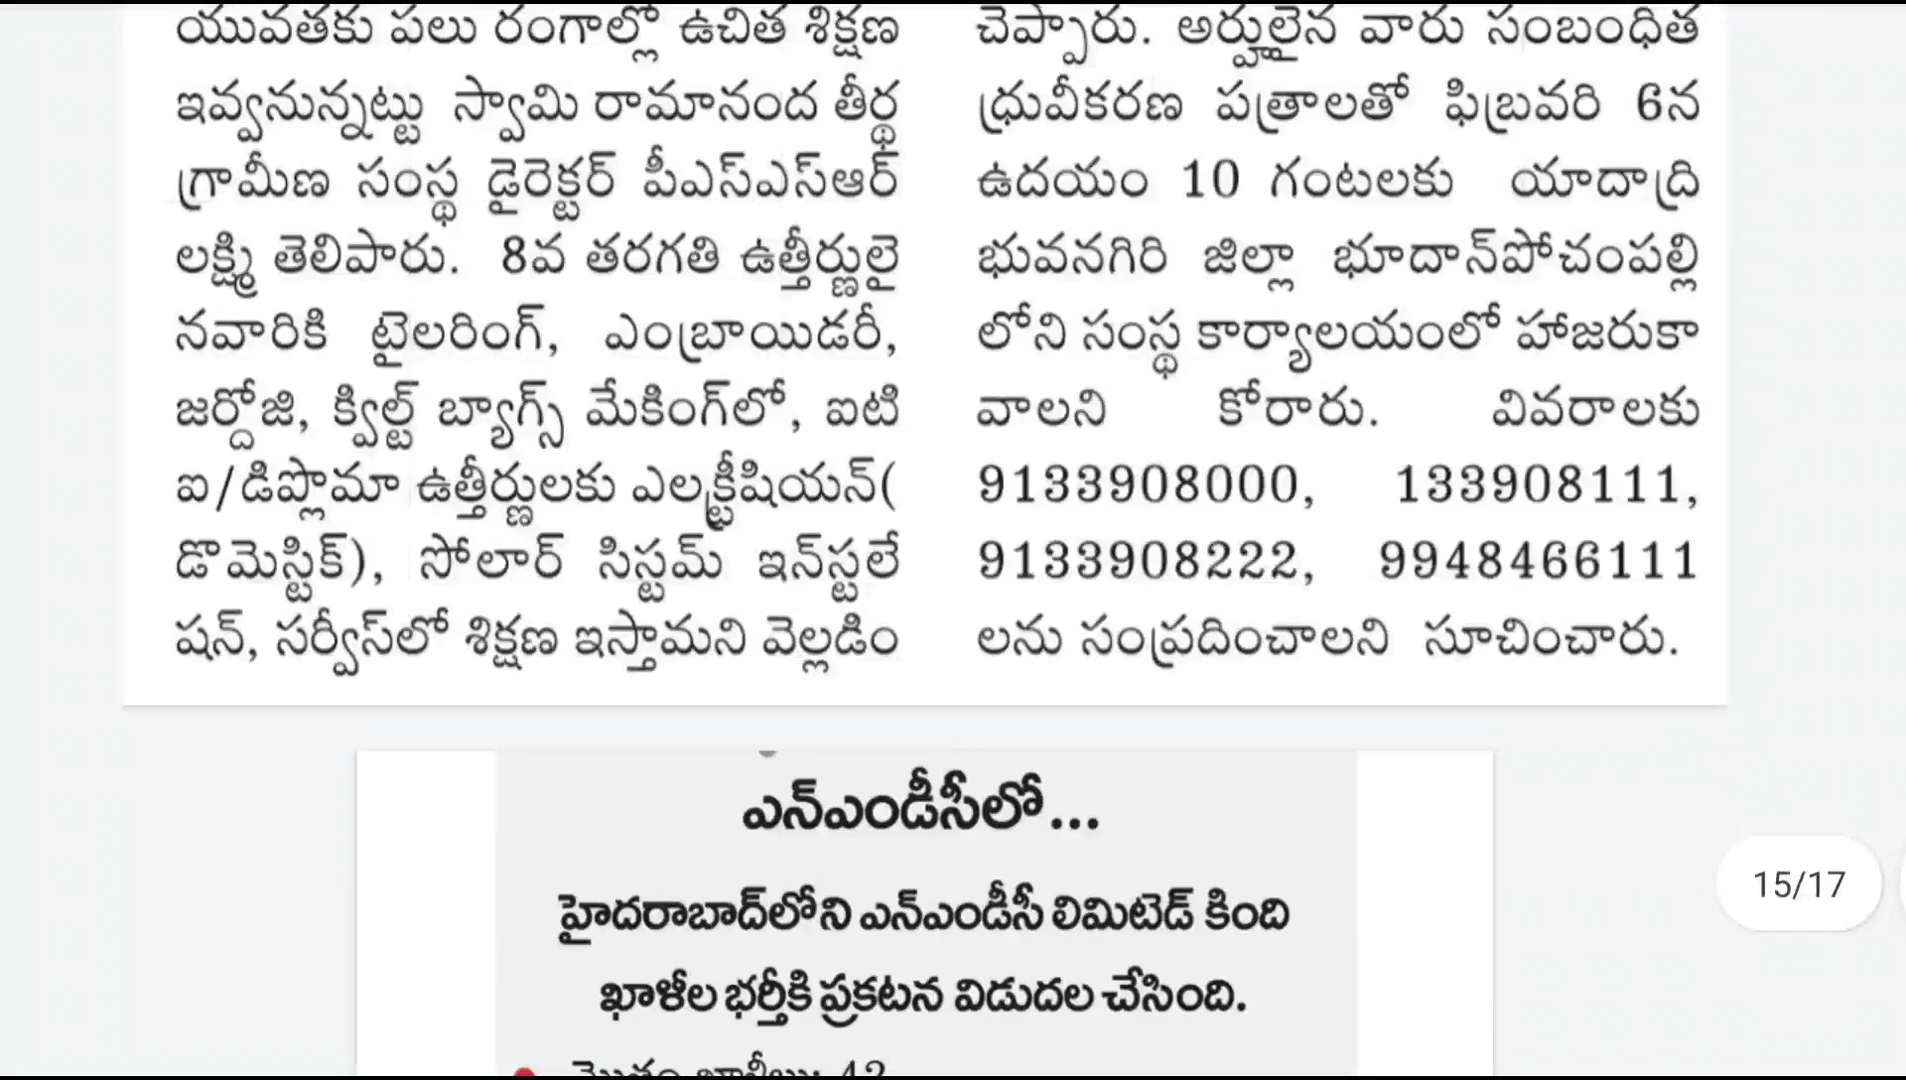 యువతకు పలు రంగాల్లో ఉచిత శిక్షణ
ఇవ్వనున్నట్టు స్వామి రామానంద తీర్థ
గ్రామీణ సంస్థ డైరెక్టర్ పీఎస్ఎస్ఆర్
లక్ష్మి తెలిపారు. 8వ తరగతి ఉత్తీర్ణులై
నవారికి టైలరింగ్, ఎంబ్రాయిడరీ,
జర్దోజి, క్విల్ట్ బ్యాగ్స్ మేకింగ్‌లో, ఐటి
ఐ/డిప్లొమా ఉత్తీర్ణులకు ఎలక్ట్రీషియన్(
డొమెస్టిక్), సోలార్ సిస్టమ్ ఇన్‌స్టలే
షన్, సర్వీస్‌లో శిక్షణ ఇస్తామని వెల్లడిం
చెప్పారు. అర్హులైన వారు సంబంధిత
ధ్రువీకరణ పత్రాలతో ఫిబ్రవరి 6న
ఉదయం 10 గంటలకు యాదాద్రి
భువనగిరి జిల్లా భూదాన్‌పోచంపల్లి
లోని సంస్థ కార్యాలయంలో హాజరుకా
వాలని కోరారు. వివరాలకు
9133908000, 133908111,
9133908222, 9948466111
లను సంప్రదించాలని సూచించారు.
ఎన్ఎండీసీలో...
హైదరాబాద్‌లోని ఎన్ఎండీసీ లిమిటెడ్ కింది
ఖాళీల భర్తీకి ప్రకటన విడుదల చేసింది.
మొత్తం ఖాళీలు: 42
15/17